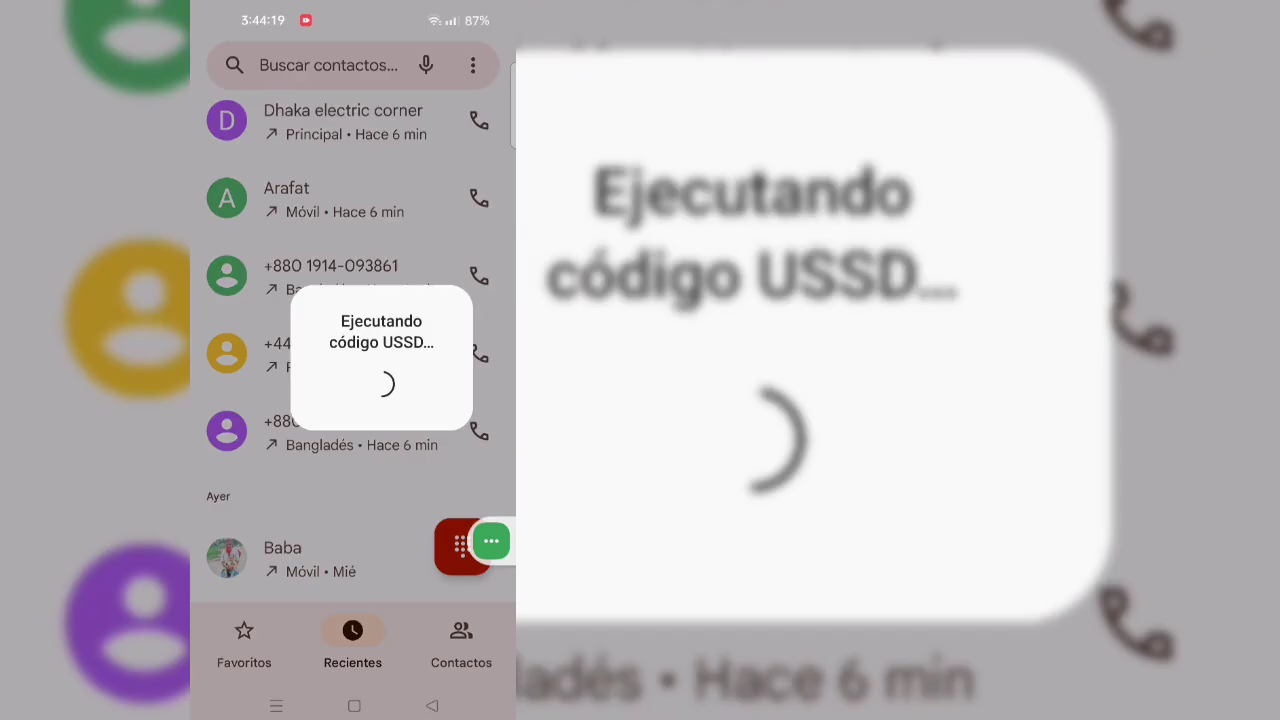 3:44:19
87%
Buscar contactos...
D
Dhaka electric corner
Principal • Hace 6 min
A
Arafat
Móvil • Hace 6 min
+880 1914-093861
+44
+880
Bangladés • Hace 6 min
Ejecutando
código USSD...
Ayer
Baba
Móvil • Mié
Favoritos
Recientes
Contactos
Ejecutando
código USSD...
ladés • Hace 6 min